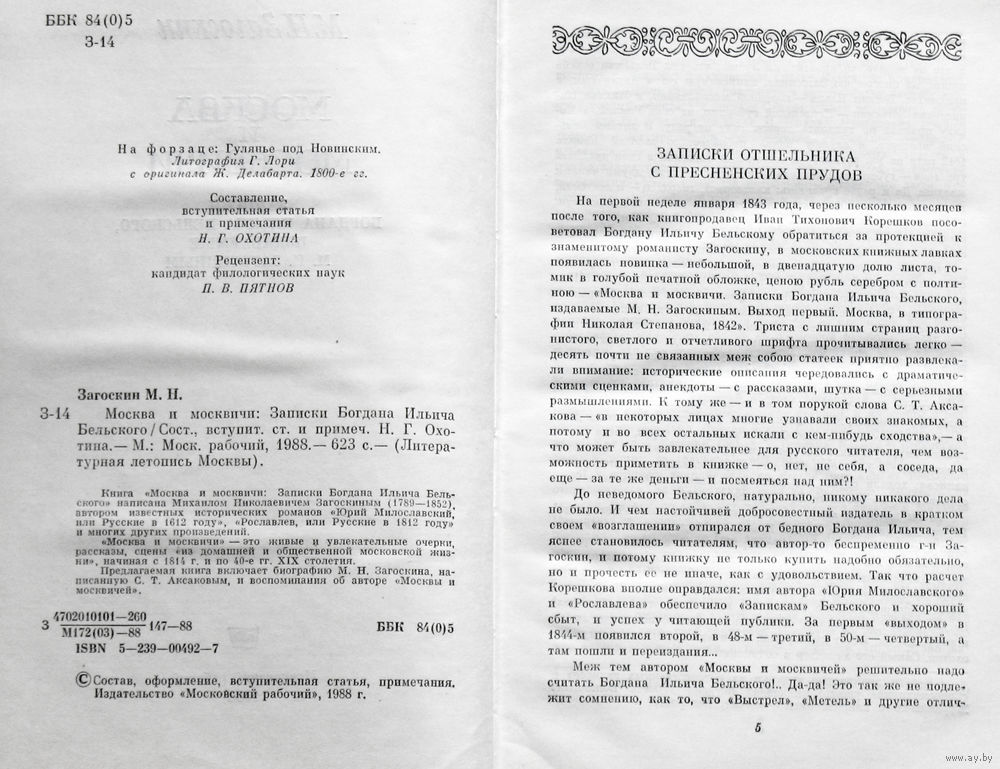 ББК 84(0)5
З-14
На форзаце: Гулянье под Новинским.
Литография Г. Лори
с оригинала Ж. Делабарта. 1800-е гг.
Составление,
вступительная статья
и примечания
Н. Г. ОХОТИНА
Рецензент:
кандидат филологических наук
П. В. ПЯТНОВ
Загоскин М. Н.
З-14 Москва и москвичи: Записки Богдана Ильича
Бельского/Сост., вступит. ст. и примеч. Н. Г. Охо-
тина.— М.: Моск. рабочий, 1988.— 623 с.— (Литера-
турная летопись Москвы).
Книга «Москва и москвичи: Записки Богдана Ильича Бель-
ского» написана Михаилом Николаевичем Загоскиным (1789—1852),
автором известных исторических романов «Юрий Милославский,
или Русские в 1612 году», «Рославлев, или Русские в 1812 году»
и многих других произведений.
«Москва и москвичи» — это живые и увлекательные очерки,
рассказы, сцены «из домашней и общественной московской жиз-
ни», начиная с 1814 г. и по 40-е гг. XIX столетия.
Предлагаемая книга включает биографию М. Н. Загоскина, на-
писанную С. Т. Аксаковым, и воспоминания об авторе «Москвы и
москвичей».
З 4702010101—260
М172(03)—88 147—88 ББК 84(0)5
ISBN 5—239—00492—7
© Состав, оформление, вступительная статья, примечания.
Издательство «Московский рабочий», 1988 г.
ЗАПИСКИ ОТШЕЛЬНИКА
С ПРЕСНЕНСКИХ ПРУДОВ
На первой неделе января 1843 года, через несколько месяцев
после того, как книгопродавец Иван Тихонович Корешков посо-
ветовал Богдану Ильичу Бельскому обратиться за протекцией к
знаменитому романисту Загоскину, в московских книжных лавках
появилась новинка — небольшой, в двенадцатую долю листа, то-
мик в голубой печатной обложке, ценою рубль серебром с полти-
ною — «Москва и москвичи. Записки Богдана Ильича Бельского,
издаваемые М. Н. Загоскиным. Выход первый. Москва, в типогра-
фии Николая Степанова, 1842». Триста с лишним страниц разго-
нистого, светлого и отчетливого шрифта прочитывались легко —
десять почти не связанных меж собою статеек приятно развлека-
ли внимание: исторические описания чередовались с драматиче-
скими сценками, анекдоты — с рассказами, шутка — с серьезными
размышлениями. К тому же — и в том порукой слова С. Т. Акса-
кова — «в некоторых лицах многие узнавали своих знакомых, а
потому и во всех остальных искали с кем-нибудь сходства»,— а
что может быть завлекательнее для русского читателя, чем воз-
можность приметить в книжке — о, нет, не себя, а соседа, да
еще — за те же деньги — и посмеяться над ним?!
До неведомого Бельского, натурально, никому никакого дела
не было. И чем настойчивей добросовестный издатель в кратком
своем «возглашении» отпирался от бедного Богдана Ильича, тем
яснее становилось читателям, что автор-то беспременно г-н За-
госкин, и потому книжку не только купить надобно обязательно,
но и прочесть ее не иначе, как с удовольствием. Так что расчет
Корешкова вполне оправдался: имя автора «Юрия Милославского»
и «Рославлева» обеспечило «Запискам» Бельского и хороший
сбыт, и успех у читающей публики. За первым «выходом» в
1844-м появился второй, в 48-м — третий, в 50-м — четвертый, а
там пошли и переиздания...
Меж тем автором «Москвы и москвичей» решительно надо
считать Богдана Ильича Бельского!.. Да-да! Это так же не подле-
жит сомнению, как то, что «Выстрел», «Метель» и другие отлич-
5
www.ay.by